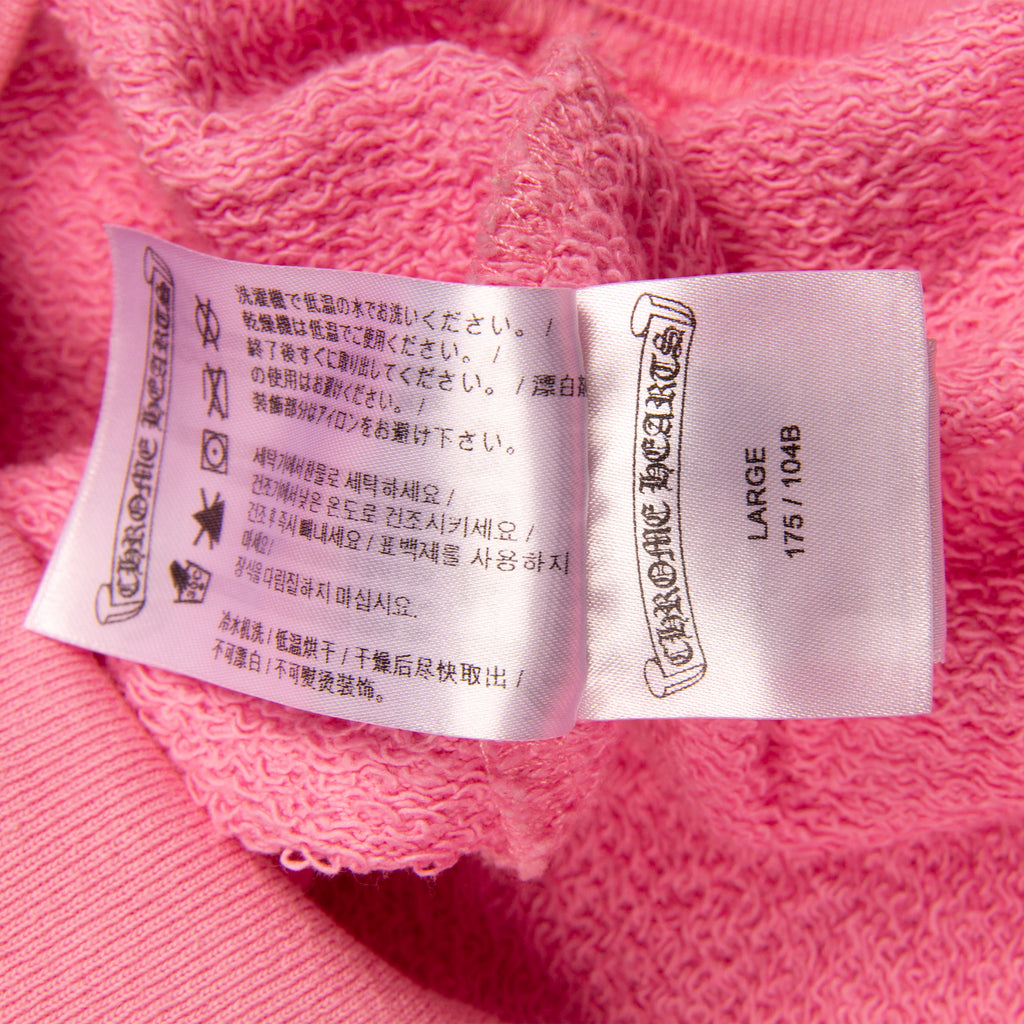 CHROME HEARTS
洗濯機で低温の水でお洗いください。 /
乾燥機は低温でご使用ください。 /
終了後すぐに取り出してください。 / 漂白剤
の使用はお避けください。 /
装飾部分はアイロンをお避け下さい。
세탁기에서 찬물로 세탁하세요 /
건조기에서 낮은 온도로 건조시키세요 /
건조 후 즉시 빼내세요 / 표백제를 사용하지
마세요 /
장식을 다림질하지 마십시요.
冷水机洗 / 低温烘干 / 干燥后尽快取出 /
不可漂白 / 不可熨烫装饰。
CHROME HEARTS
LARGE
175 / 104B